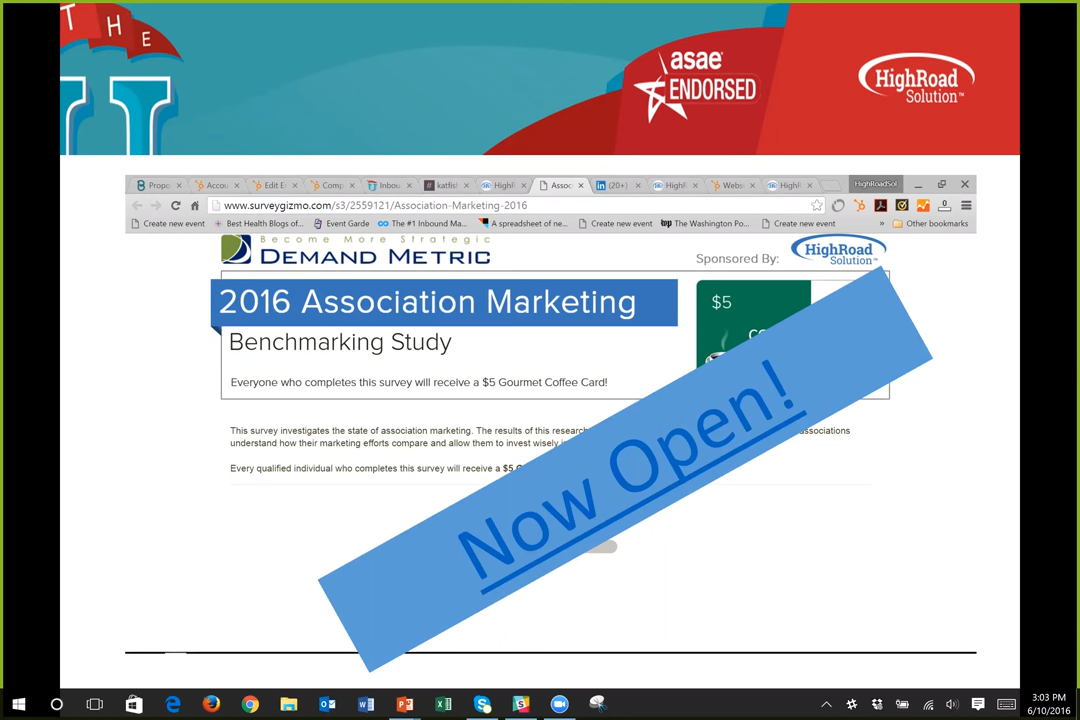 THE
U
asae®
ENDORSED
HighRoad
Solution™
HighRoadSol
www.surveygizmo.com/s3/2559121/Association-Marketing-2016
Create new event
Best Health Blogs of...
Event Garde
The #1 Inbound Ma...
A spreadsheet of ne...
Create new event
The Washington Po...
Create new event
»
Other bookmarks
Become More Strategic
DEMAND METRIC
Sponsored By:
HighRoad
Solution™
2016 Association Marketing
$5
Benchmarking Study
Everyone who completes this survey will receive a $5 Gourmet Coffee Card!
This survey investigates the state of association marketing. The results of this research
understand how their marketing efforts compare and allow them to invest wisely
Every qualified individual who completes this survey will receive a
Now Open!
3:03 PM
6/10/2016